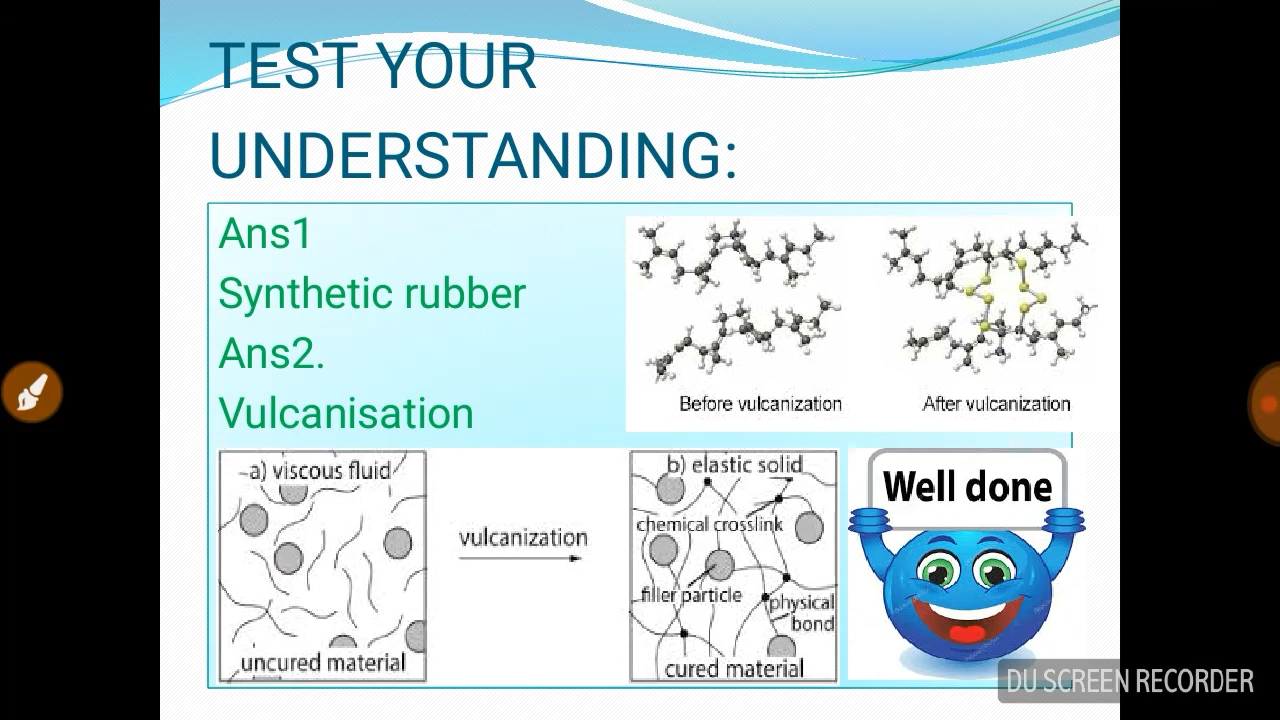 TEST YOUR
UNDERSTANDING:
Ans1
Synthetic rubber
Ans2.
Vulcanisation
Before vulcanization
After vulcanization
a) viscous fluid
uncured material
vulcanization
b) elastic solid
chemical crosslink
filler particle
physical
bond
cured material
Well done
DU SCREEN RECORDER